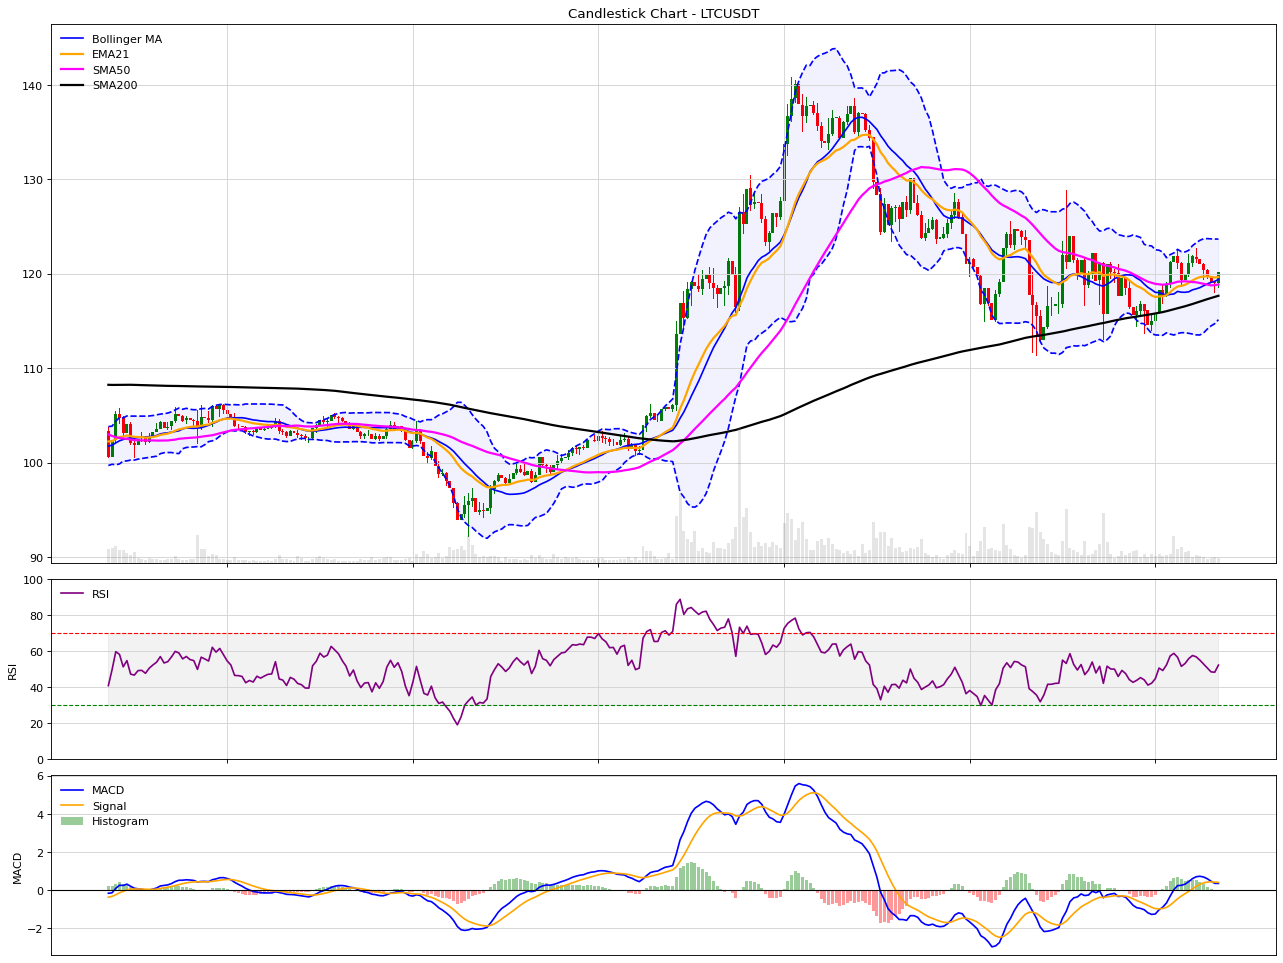 Candlestick Chart - LTCUSDT
Bollinger MA
EMA21
SMA50
SMA200
140
130
120
110
100
90
100
80
60
40
20
0
RSI
RSI
6
4
2
0
−2
MACD
MACD
Signal
Histogram